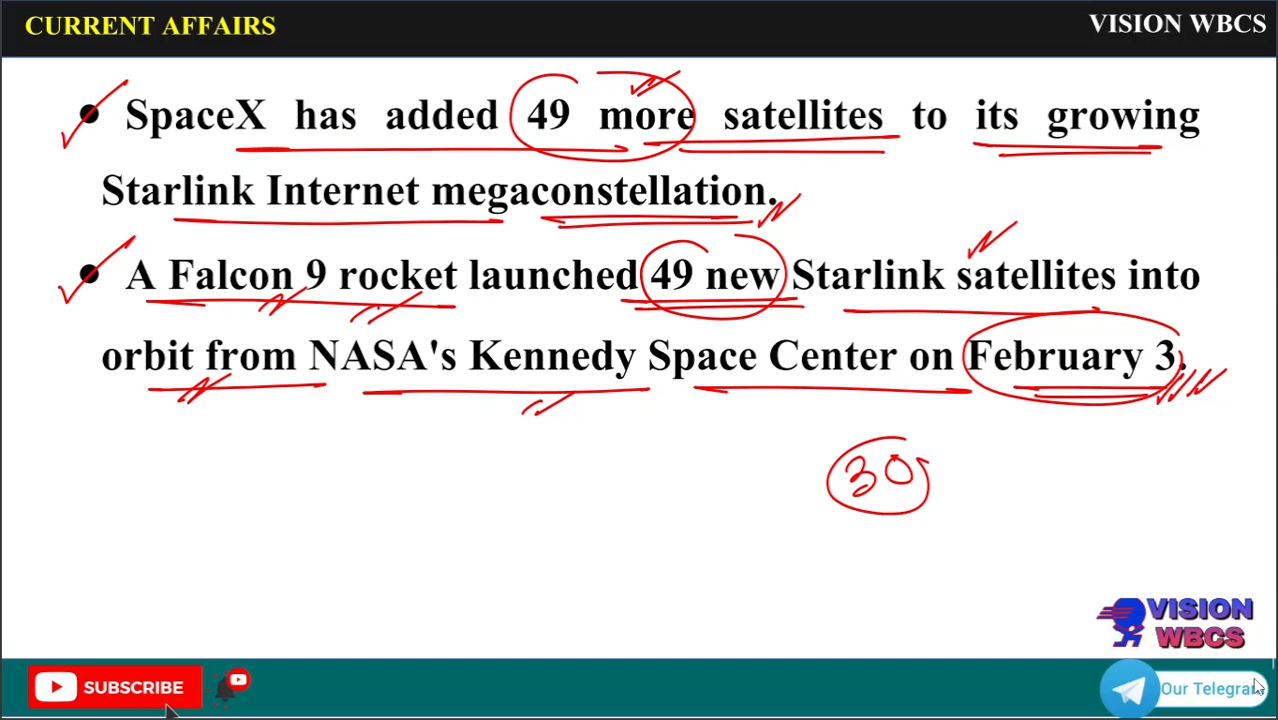 CURRENT AFFAIRS
VISION WBCS
• SpaceX has added 49 more satellites to its growing
Starlink Internet megaconstellation.
• A Falcon 9 rocket launched 49 new Starlink satellites into
orbit from NASA's Kennedy Space Center on February 3.
30
VISION
WBCS
SUBSCRIBE
Our Telegram